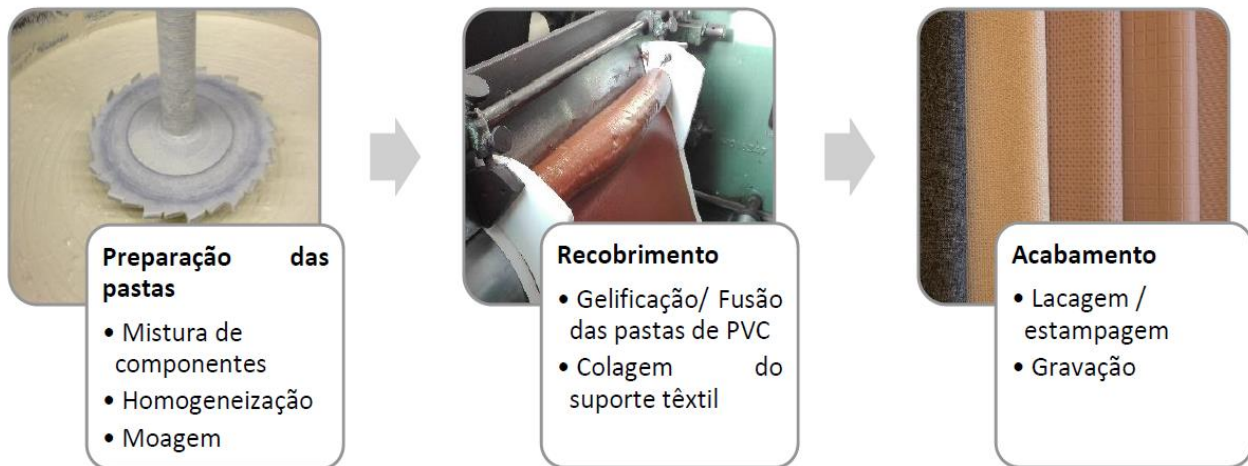 Preparação das
pastas
• Mistura de
componentes
• Homogeneização
• Moagem
Recobrimento
• Gelificação/ Fusão
das pastas de PVC
• Colagem do
suporte têxtil
Acabamento
• Lacagem /
estampagem
• Gravação